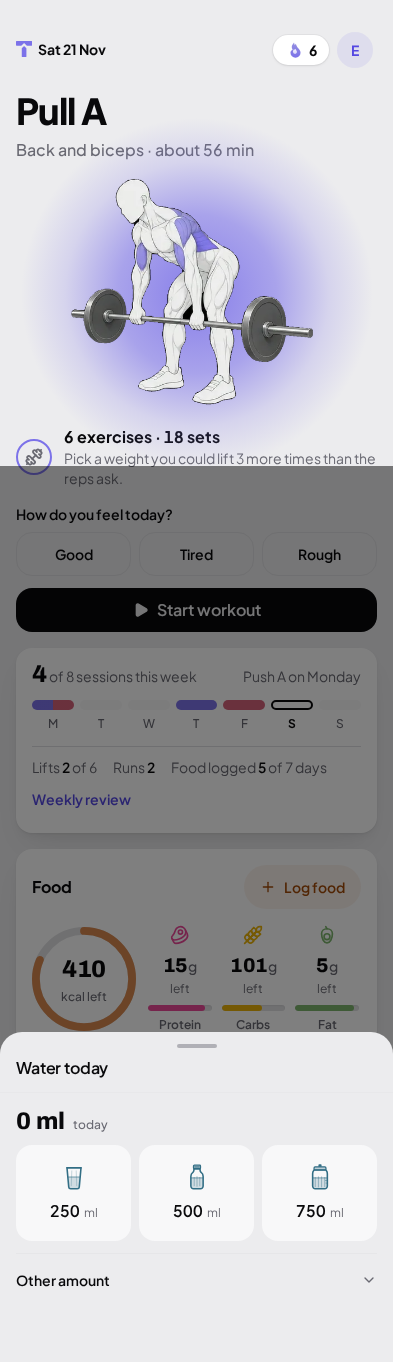 Sat 21 Nov
6
E
Pull A
Back and biceps · about 56 min
6 exercises · 18 sets
Pick a weight you could lift 3 more times than the
reps ask.
How do you feel today?
Good
Tired
Rough
Start workout
4 of 8 sessions this week
Push A on Monday
M
T
W
T
F
S
S
Lifts 2 of 6
Runs 2
Food logged 5 of 7 days
Weekly review
Food
Log food
410
kcal left
15g
left
Protein
101g
left
Carbs
5g
left
Fat
Water today
0 ml today
250 ml
500 ml
750 ml
Other amount